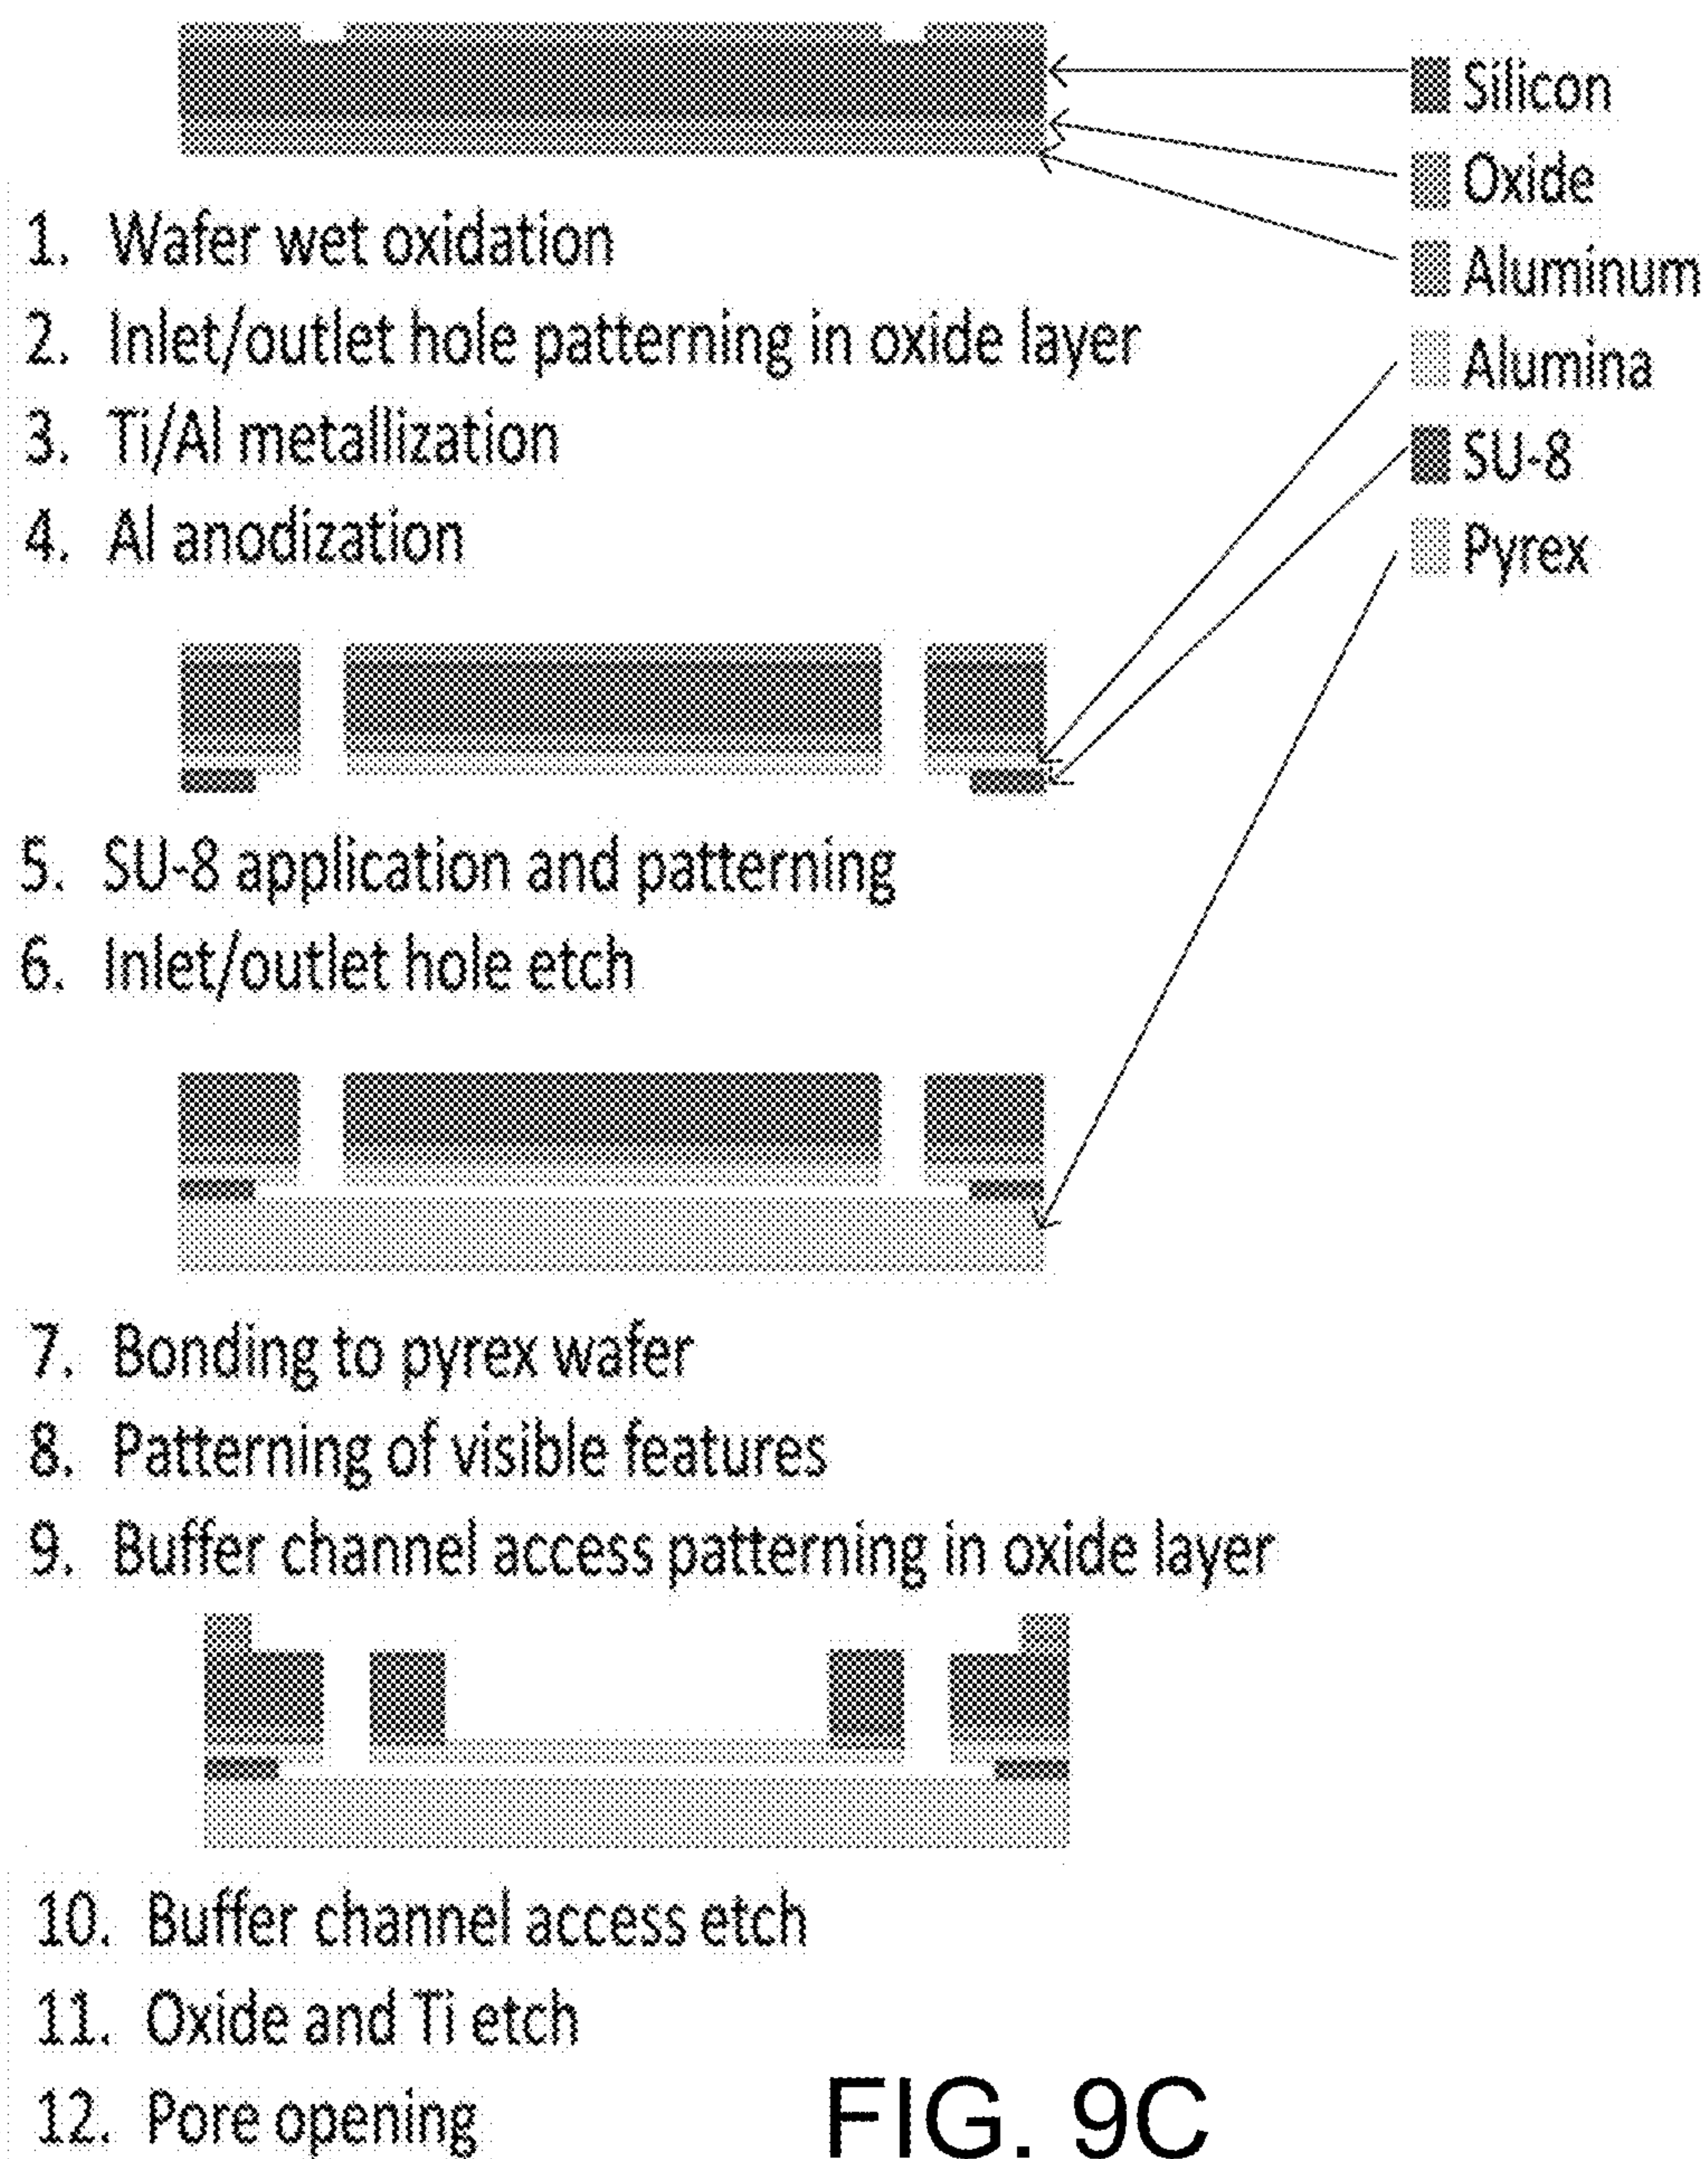 Silicon
Oxide
Aluminum
Alumina
SU-8
Pyrex
1. Wafer wet oxidation
2. Inlet/outlet hole patterning in oxide layer
3. Ti/Al metallization
4. Al anodization
5. SU-8 application and patterning
6. Inlet/outlet hole etch
7. Bonding to pyrex wafer
8. Patterning of visible features
9. Buffer channel access patterning in oxide layer
10. Buffer channel access etch
11. Oxide and Ti etch
12. Pore opening
FIG. 9C